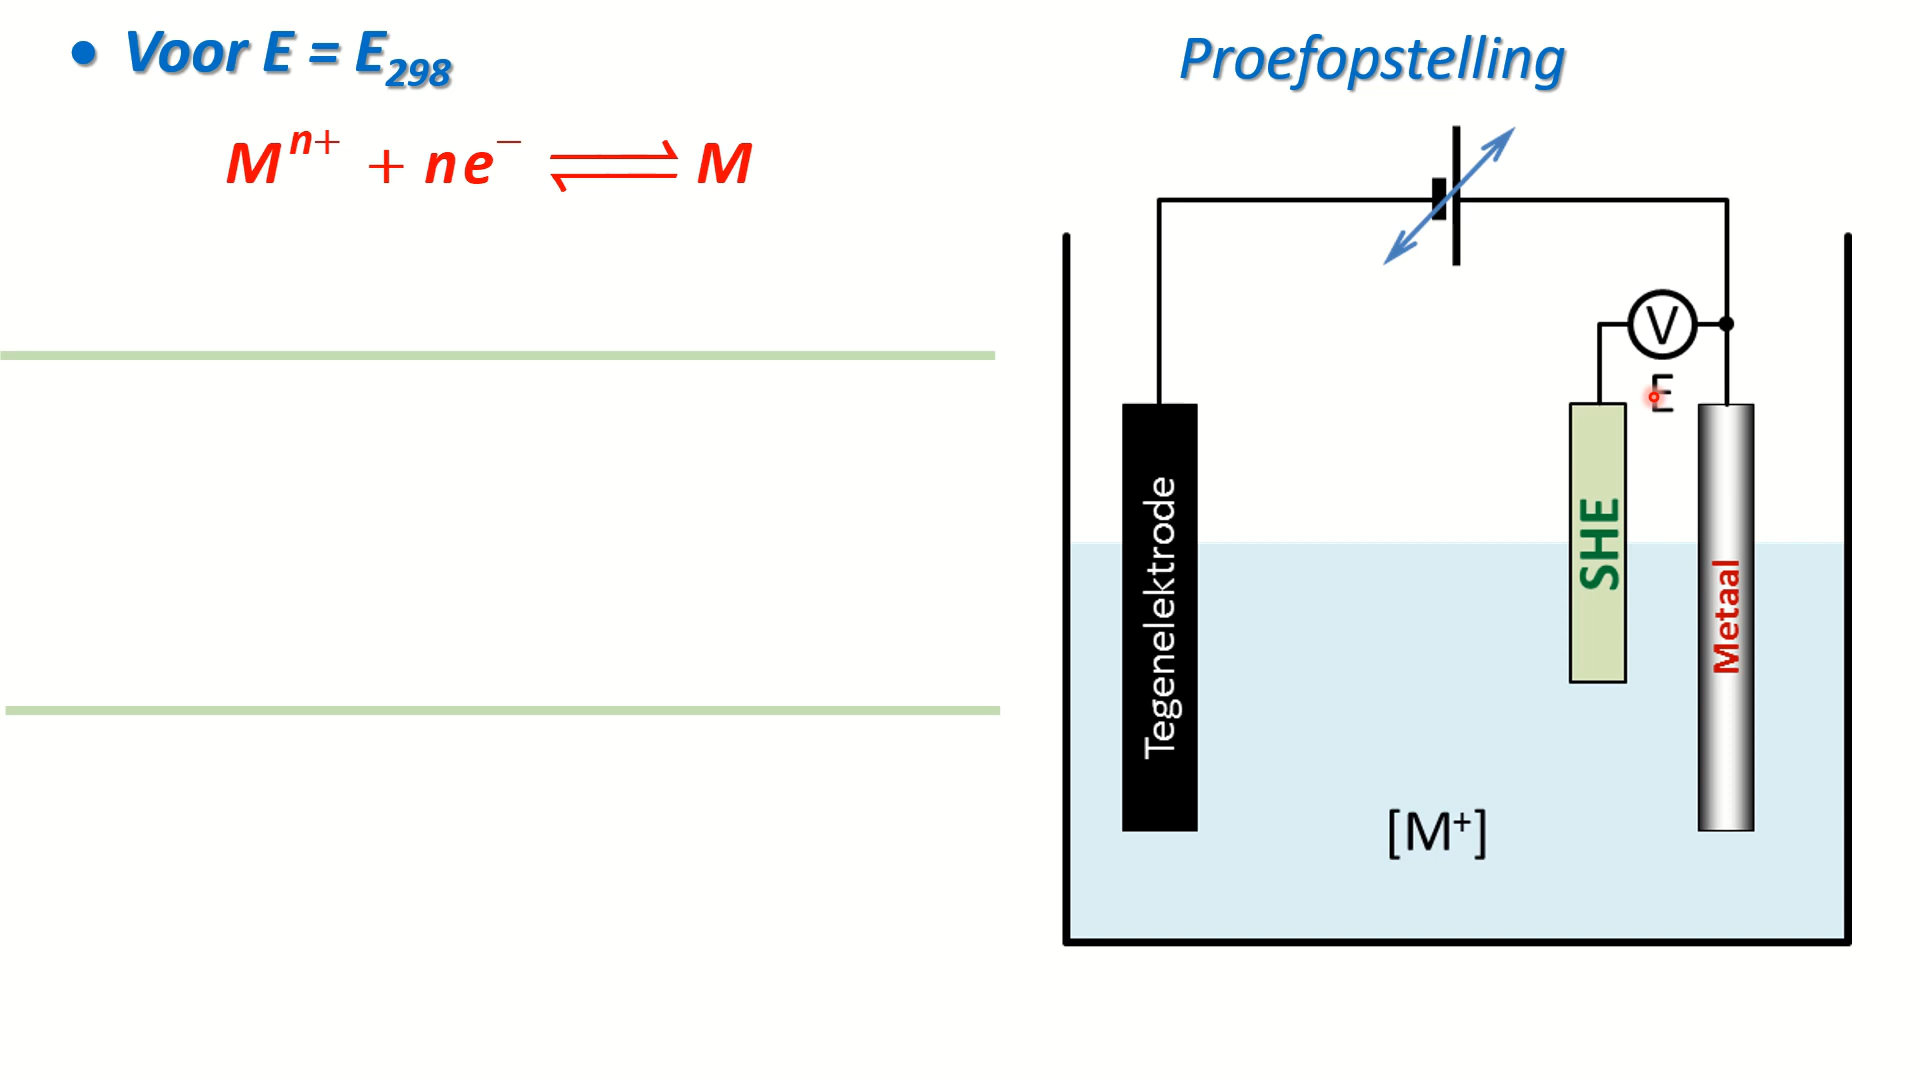 • Voor E = E₂₉₈
Mⁿ⁺ + ne⁻ ⇌ M
Proefopstelling
V
E
Tegenelektrode
SHE
Metaal
[M⁺]